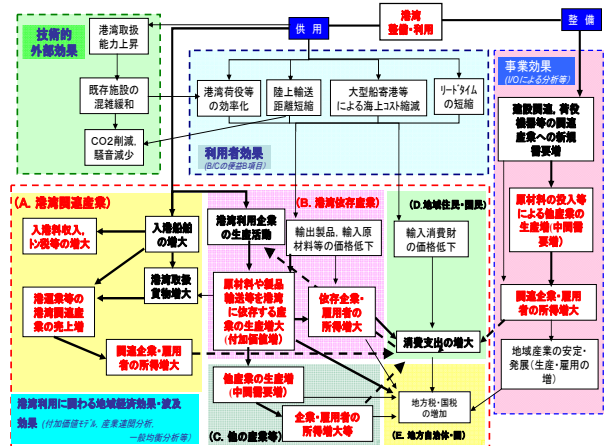 港湾
整備・利用
供 用
整 備
技術的
外部効果
港湾取扱
能力上昇
既存施設の
混雑緩和
CO2削減,
騒音減少
港湾荷役等
の効率化
陸上輸送
距離短縮
大型船寄港等
による海上コスト縮減
リードタイム
の短縮
利用者効果
(B/Cの便益B項目)
事業効果
(I/Oによる分析等)
建設関連、荷役
機器等の関連
産業への新規
需要増
原材料の投入等
による他産業の
生産増(中間需
要増)
関連企業・雇用
者の所得増大
地域産業の安定・
発展(生産・雇用の
増)
(A. 港湾関連産業)
入港料収入、
トン税等の増大
入港船舶
の増大
港湾取扱
貨物増大
港運業等の
港湾関連産
業の売上増
関連企業・雇用
者の所得増大
港湾利用に関わる地域経済効果・波及
効果 (付加価値モデル、産業連関分析、
一般均衡分析等)
(B. 港湾依存産業)
港湾利用企業
の生産活動
輸出製品、輸入原
材料等の価格低下
原材料や製品
輸送等を港湾
に依存する産
業の生産増大
(付加価値増)
依存企業・
雇用者の
所得増大
他産業の生産増
(中間需要増)
企業・雇用者の
所得増大等
(C. 他の産業等)
(D.地域住民・国民)
輸入消費財
の価格低下
消費支出の増大
地方税・国税
の増加
(E. 地方自治体・国)